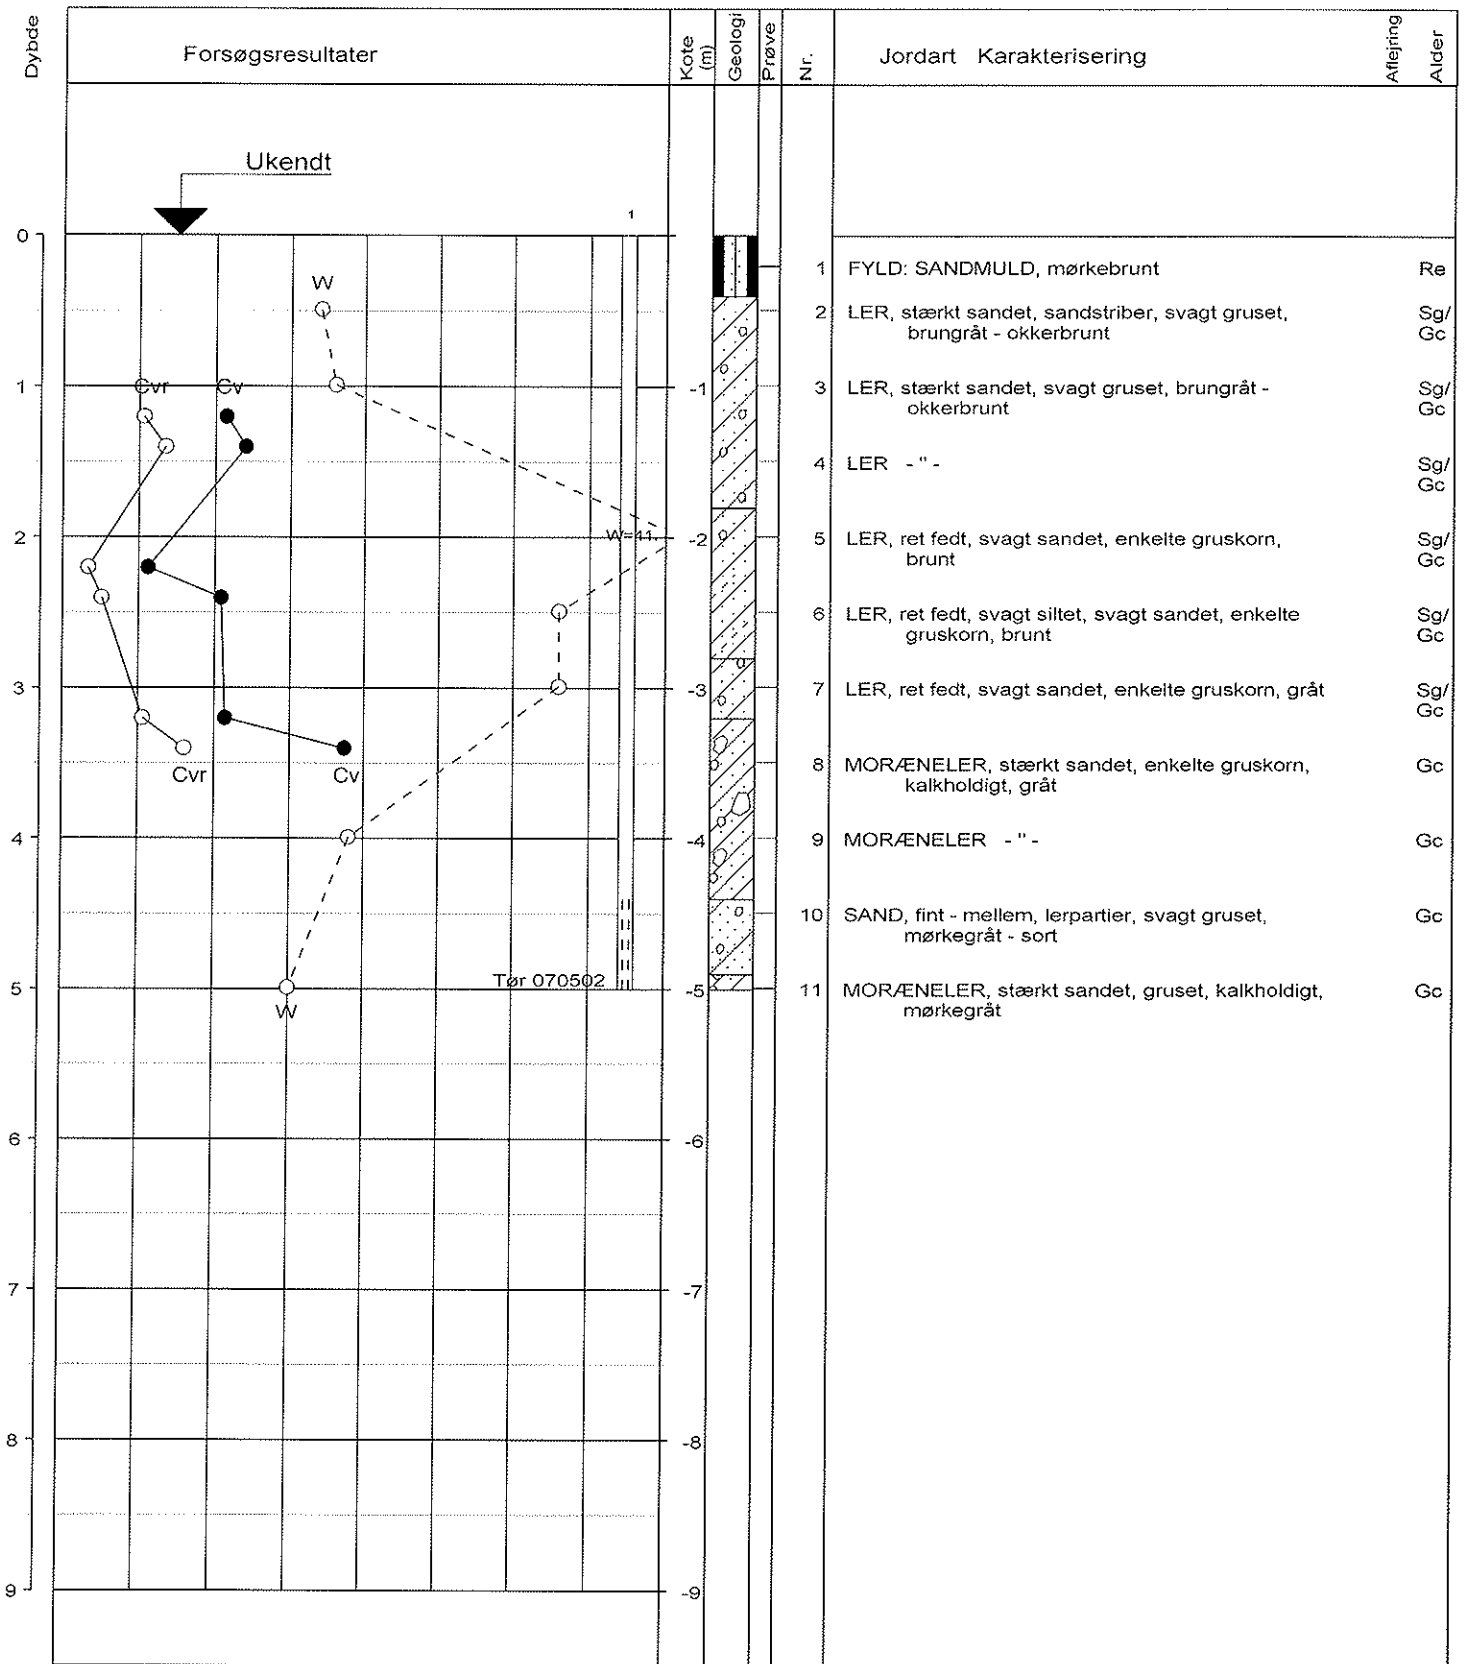 Dybde
Forsøgsresultater
Kote
(m)
Geologi
Prøve
Nr.
Jordart Karakterisering
Aflejring
Alder
Ukendt
1
0
W
1 FYLD: SANDMULD, mørkebrunt Re
2 LER, stærkt sandet, sandstriber, svagt gruset, Sg/
brungråt - okkerbrunt Gc
1
Cvr Cv
-1
3 LER, stærkt sandet, svagt gruset, brungråt - Sg/
okkerbrunt Gc
4 LER - " - Sg/
Gc
2
W=41.
-2
5 LER, ret fedt, svagt sandet, enkelte gruskorn, Sg/
brunt Gc
6 LER, ret fedt, svagt siltet, svagt sandet, enkelte Sg/
gruskorn, brunt Gc
3
-3
7 LER, ret fedt, svagt sandet, enkelte gruskorn, gråt Sg/
Gc
Cvr Cv
8 MORÆNELER, stærkt sandet, enkelte gruskorn, Gc
kalkholdigt, gråt
4
-4
9 MORÆNELER - " - Gc
10 SAND, fint - mellem, lerpartier, svagt gruset, Gc
mørkegråt - sort
Tør 070502
5
-5
11 MORÆNELER, stærkt sandet, gruset, kalkholdigt, Gc
mørkegråt
W
6
-6
7
-7
8
-8
9
-9